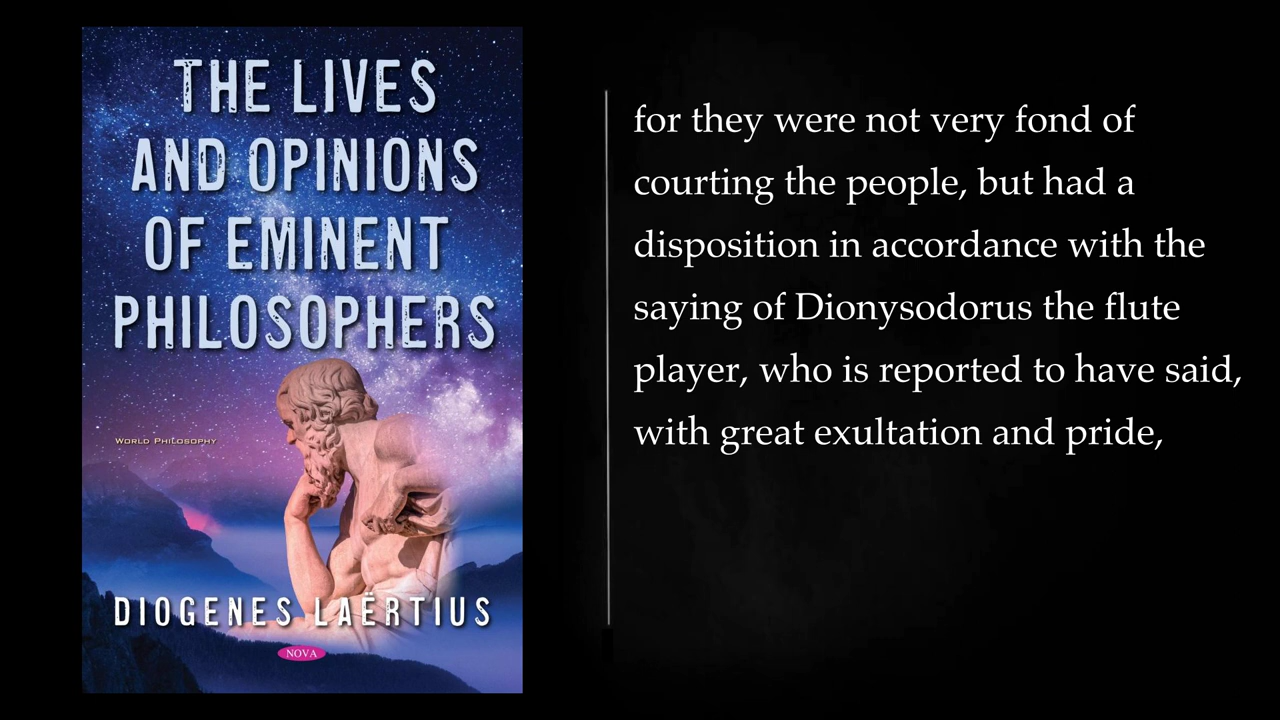 THE LIVES
AND OPINIONS
OF EMINENT
PHILOSOPHERS
WORLD PHILOSOPHY
DIOGENES LAËRTIUS
NOVA
for they were not very fond of
courting the people, but had a
disposition in accordance with the
saying of Dionysodorus the flute
player, who is reported to have said,
with great exultation and pride,